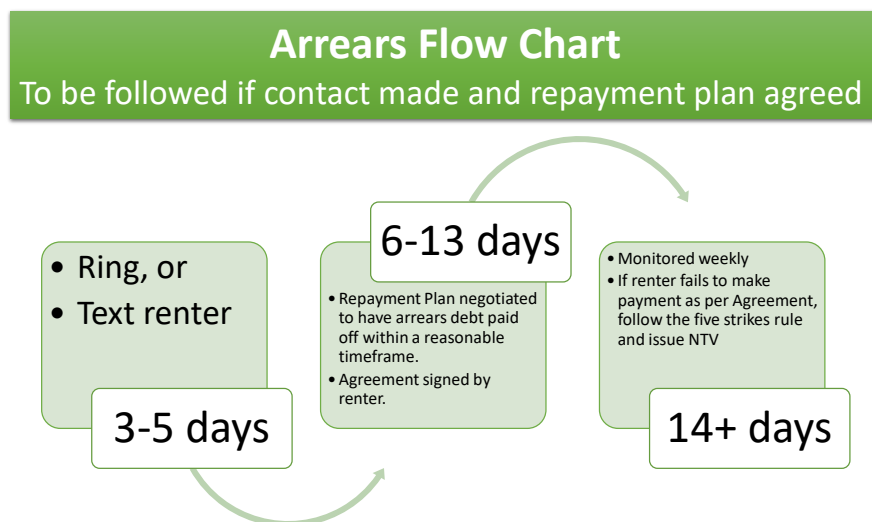 Arrears Flow Chart
To be followed if contact made and repayment plan agreed
• Ring, or
• Text renter
3-5 days
6-13 days
• Repayment Plan negotiated
to have arrears debt paid
off within a reasonable
timeframe.
• Agreement signed by
renter.
• Monitored weekly
• If renter fails to make
payment as per Agreement,
follow the five strikes rule
and issue NTV
14+ days